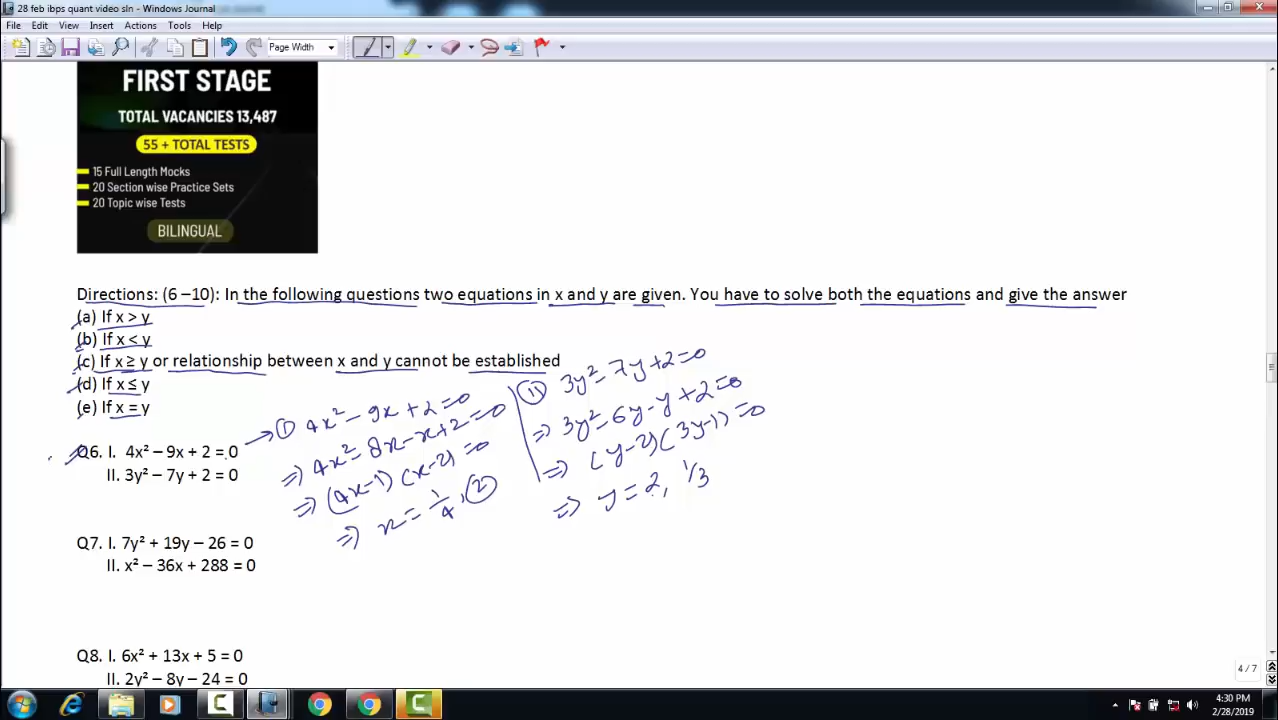 28 feb ibps quant video sln - Windows Journal
File Edit View Insert Actions Tools Help
Page Width
FIRST STAGE
TOTAL VACANCIES 13,487
55 + TOTAL TESTS
15 Full Length Mocks
20 Section wise Practice Sets
20 Topic wise Tests
BILINGUAL
Directions: (6 –10): In the following questions two equations in x and y are given. You have to solve both the equations and give the answer
(a) If x > y
(b) If x < y
(c) If x ≥ y or relationship between x and y cannot be established
(d) If x ≤ y
(e) If x = y
Q6. I. 4x² – 9x + 2 = 0
II. 3y² – 7y + 2 = 0
→ (I) 4x² – 9x + 2 = 0
⇒ 4x² – 8x – x + 2 = 0
⇒ (4x–1) (x–2) = 0
⇒ x = 1/4, 2
(II) 3y² – 7y + 2 = 0
⇒ 3y² – 6y – y + 2 = 0
⇒ (y–2) (3y–1) = 0
⇒ y = 2, 1/3
Q7. I. 7y² + 19y – 26 = 0
II. x² – 36x + 288 = 0
Q8. I. 6x² + 13x + 5 = 0
II. 2y² – 8y – 24 = 0
4 / 7
4:30 PM
2/28/2019